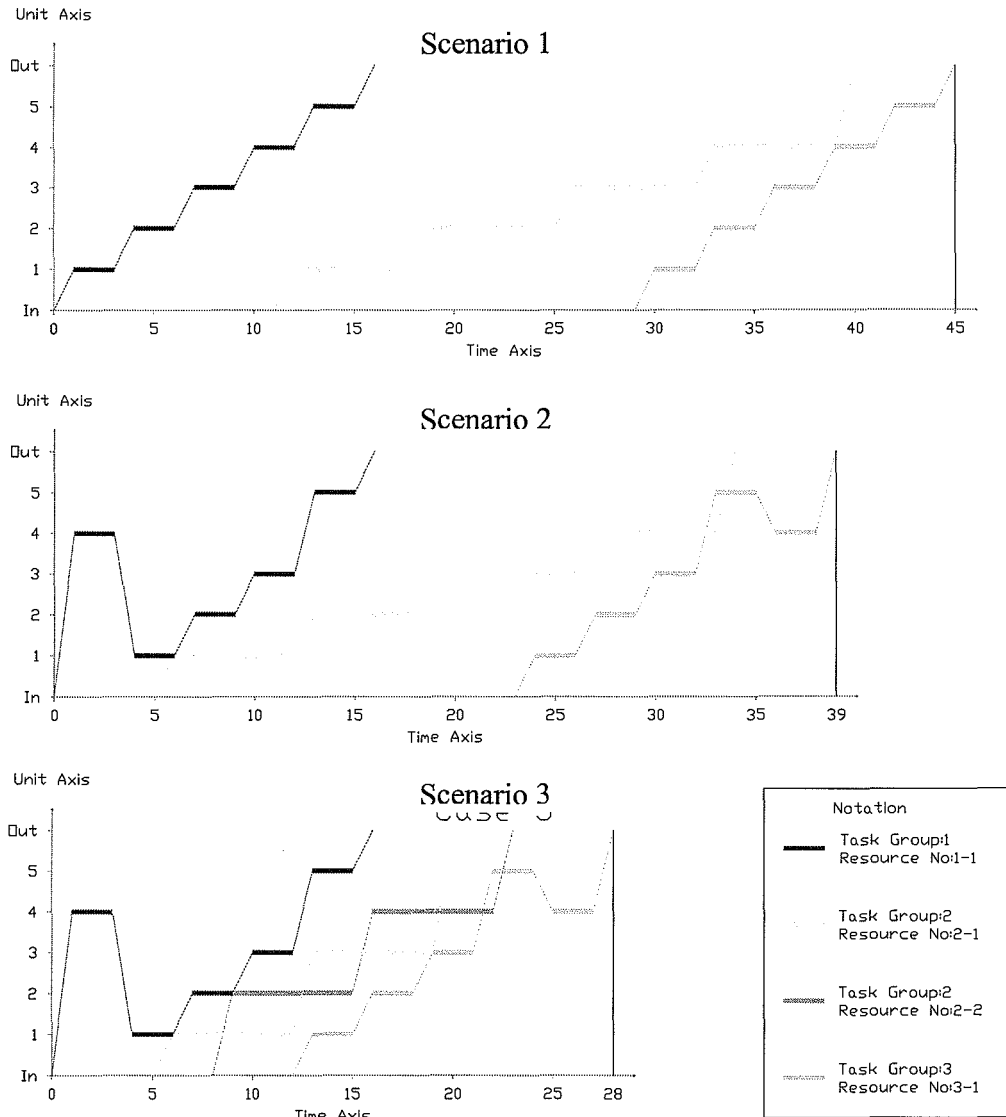 Unit Axis
Scenario 1
Out
5
4
3
2
1
In
0 5 10 15 20 25 30 35 40 45
Time Axis
Unit Axis
Scenario 2
Out
5
4
3
2
1
In
0 5 10 15 20 25 30 35 39
Time Axis
Unit Axis
Scenario 3
Out
5
4
3
2
1
In
0 5 10 15 20 25 28
Time Axis
Notation
Task Group:1
Resource No:1-1
Task Group:2
Resource No:2-1
Task Group:2
Resource No:2-2
Task Group:3
Resource No:3-1